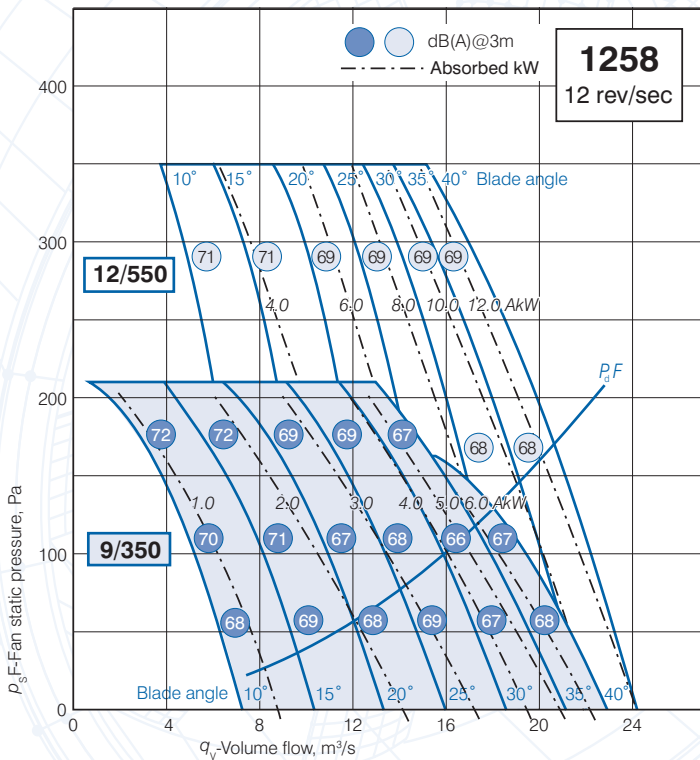 dB(A)@3m
Absorbed kW
1258
12 rev/sec
400
10° 15° 20° 25° 30° 35° 40° Blade angle
71 71 69 69 69 69
300
12/550
4.0 6.0 8.0 10.0 12.0 AkW
PdF
200
72 72 69 69 67 68 68
1.0 2.0 3.0 4.0 5.0 6.0 AkW
70 71 67 68 66 67
100
9/350
68 69 68 69 67 68
Blade angle 10° 15° 20° 25° 30° 35° 40°
0
0 4 8 12 16 20 24
qv-Volume flow, m³/s
psF-Fan static pressure, Pa